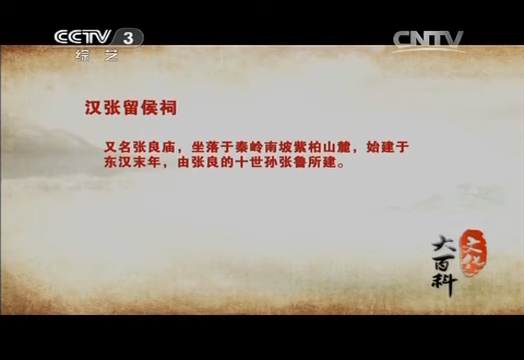 CCTV 3
综艺
CNTV
汉张留侯祠
又名张良庙，坐落于秦岭南坡紫柏山麓，始建于
东汉末年，由张良的十世孙张鲁所建。
文化
大百科